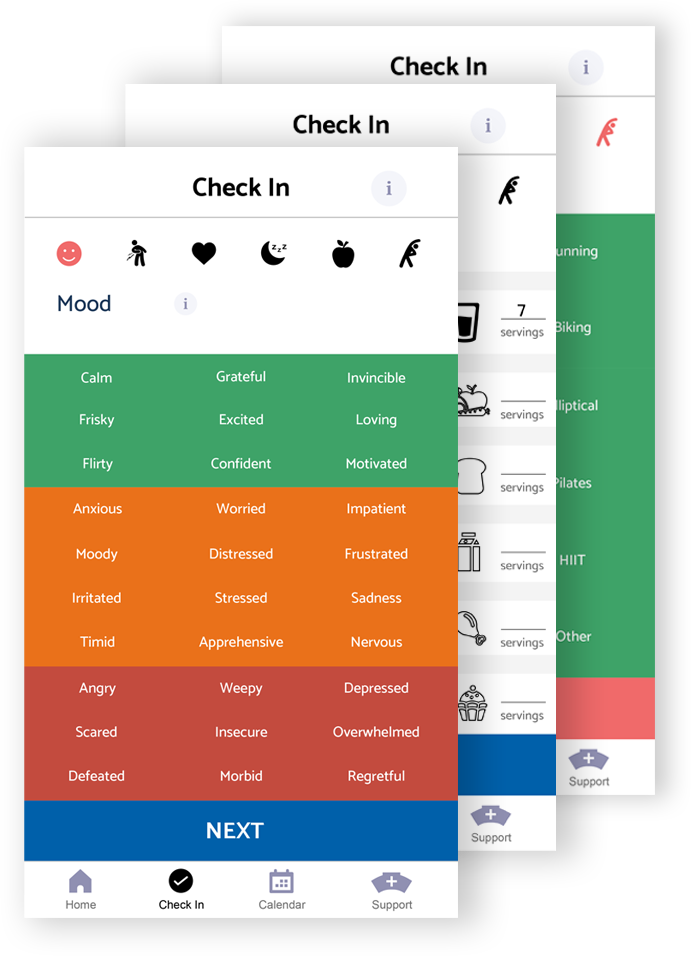 Check In
i
Check In
i
Check In
i
zzz
Mood
i
Calm Grateful Invincible
Frisky Excited Loving
Flirty Confident Motivated
Anxious Worried Impatient
Moody Distressed Frustrated
Irritated Stressed Sadness
Timid Apprehensive Nervous
Angry Weepy Depressed
Scared Insecure Overwhelmed
Defeated Morbid Regretful
NEXT
Home Check In Calendar Support
7
servings
servings
servings
servings
servings
servings
Support
unning
Biking
lliptical
Pilates
HIIT
Other
Support